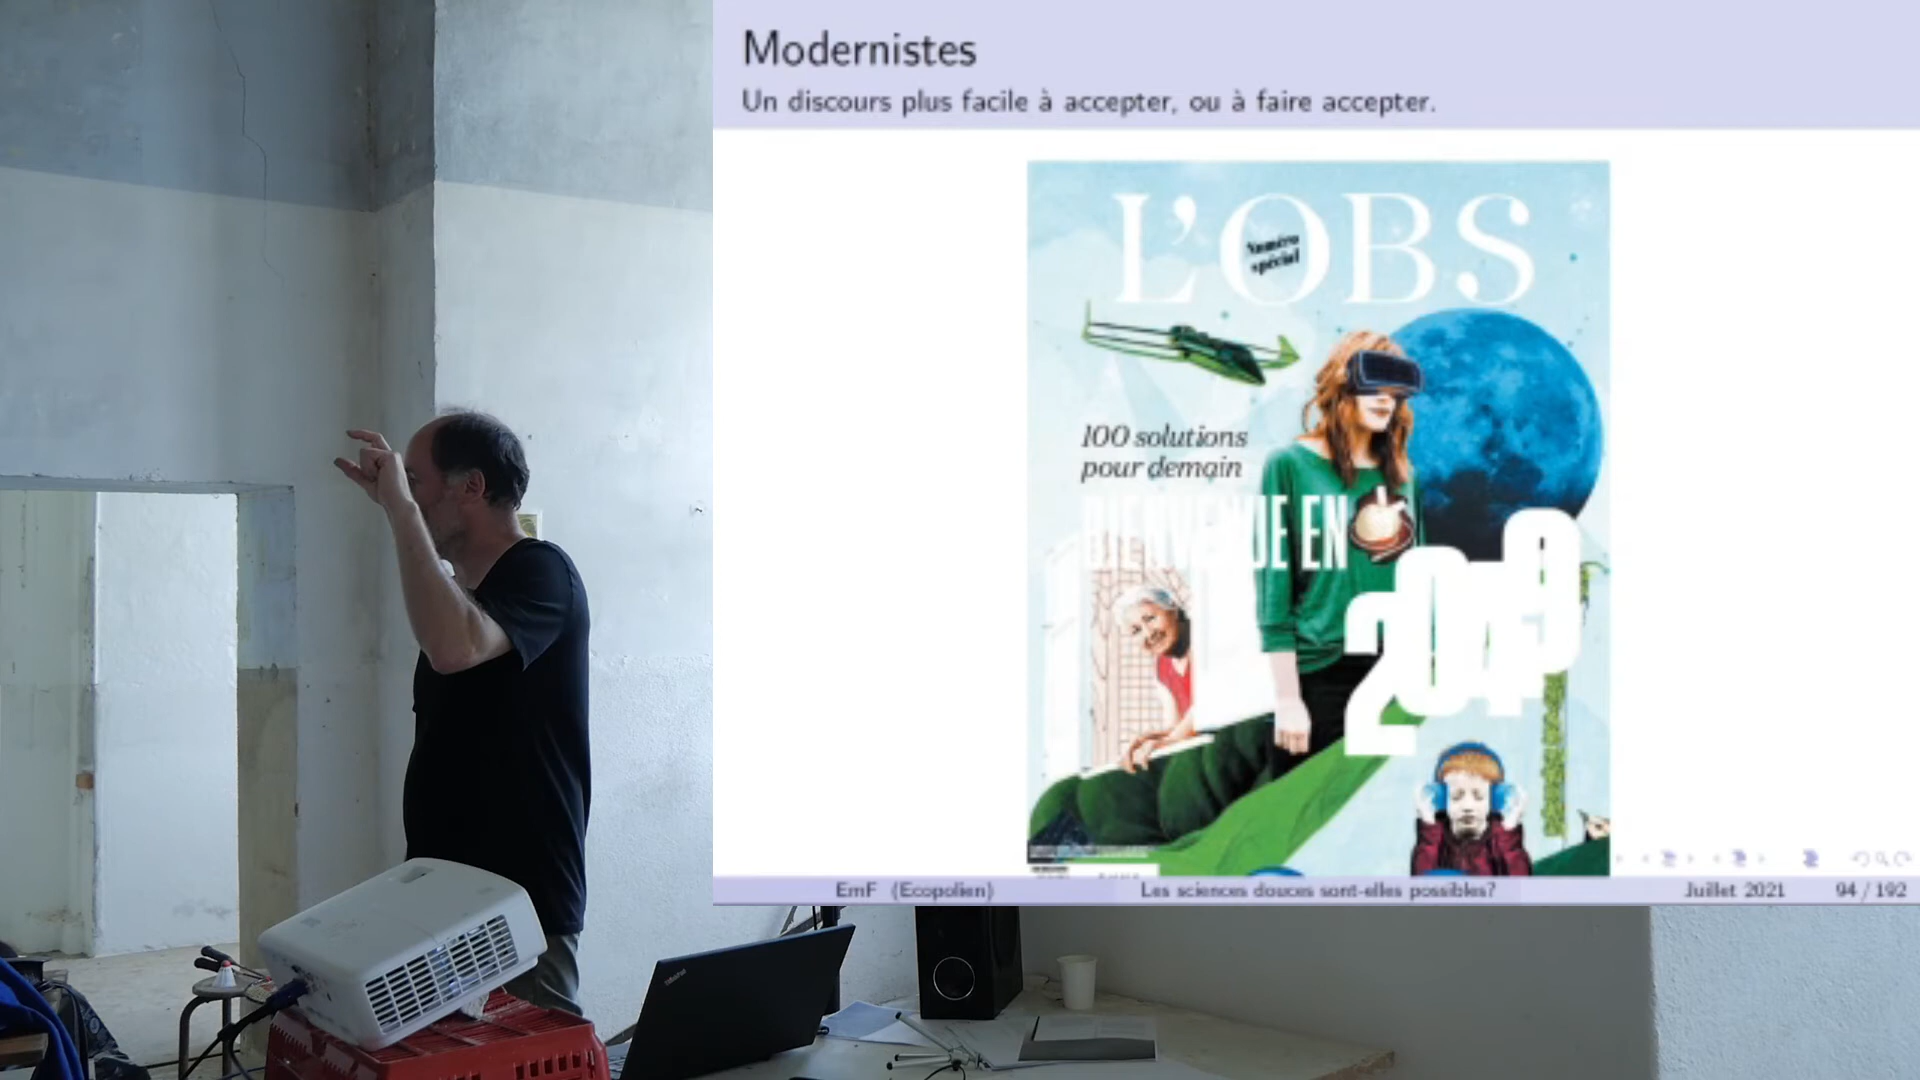 Modernistes
Un discours plus facile à accepter, ou à faire accepter.
L'OBS
Numéro
spécial
100 solutions
pour demain
BIENVENUE EN
2049
EmF (Ecopolien)
Les sciences douces sont-elles possibles?
Juillet 2021
94 / 192